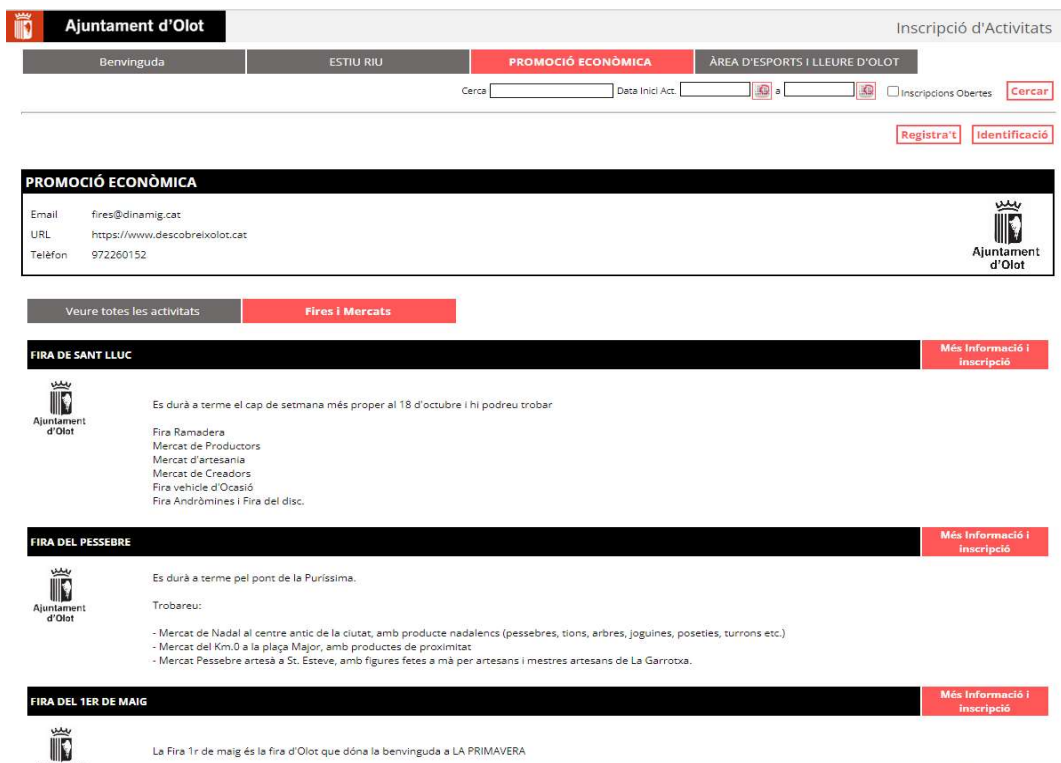 Ajuntament d'Olot
Inscripció d'Activitats
Benvinguda
ESTIU RIU
PROMOCIÓ ECONÒMICA
ÀREA D'ESPORTS I LLEURE D'OLOT
Cerca
Data Inici Act.
a
Inscripcions Obertes
Cercar
Registra't
Identificació
PROMOCIÓ ECONÒMICA
Email fires@dinamig.cat
URL https://www.descobreixolot.cat
Telèfon 972260152
Ajuntament
d'Olot
Veure totes les activitats
Fires i Mercats
FIRA DE SANT LLUC
Més Informació i
inscripció
Ajuntament
d'Olot
Es durà a terme el cap de setmana més proper al 18 d'octubre i hi podreu trobar
Fira Ramadera
Mercat de Productors
Mercat d'artesania
Mercat de Creadors
Fira vehicle d'Ocasió
Fira Andròmines i Fira del disc.
FIRA DEL PESSEBRE
Més Informació i
inscripció
Ajuntament
d'Olot
Es durà a terme pel pont de la Puríssima.
Trobareu:
- Mercat de Nadal al centre antic de la ciutat, amb producte nadalencs (pessebres, tions, arbres, joguines, poseties, turrons etc.)
- Mercat del Km.0 a la plaça Major, amb productes de proximitat
- Mercat Pessebre artesà a St. Esteve, amb figures fetes a mà per artesans i mestres artesans de La Garrotxa.
FIRA DEL 1ER DE MAIG
Més Informació i
inscripció
La Fira 1r de maig és la fira d'Olot que dóna la benvinguda a LA PRIMAVERA